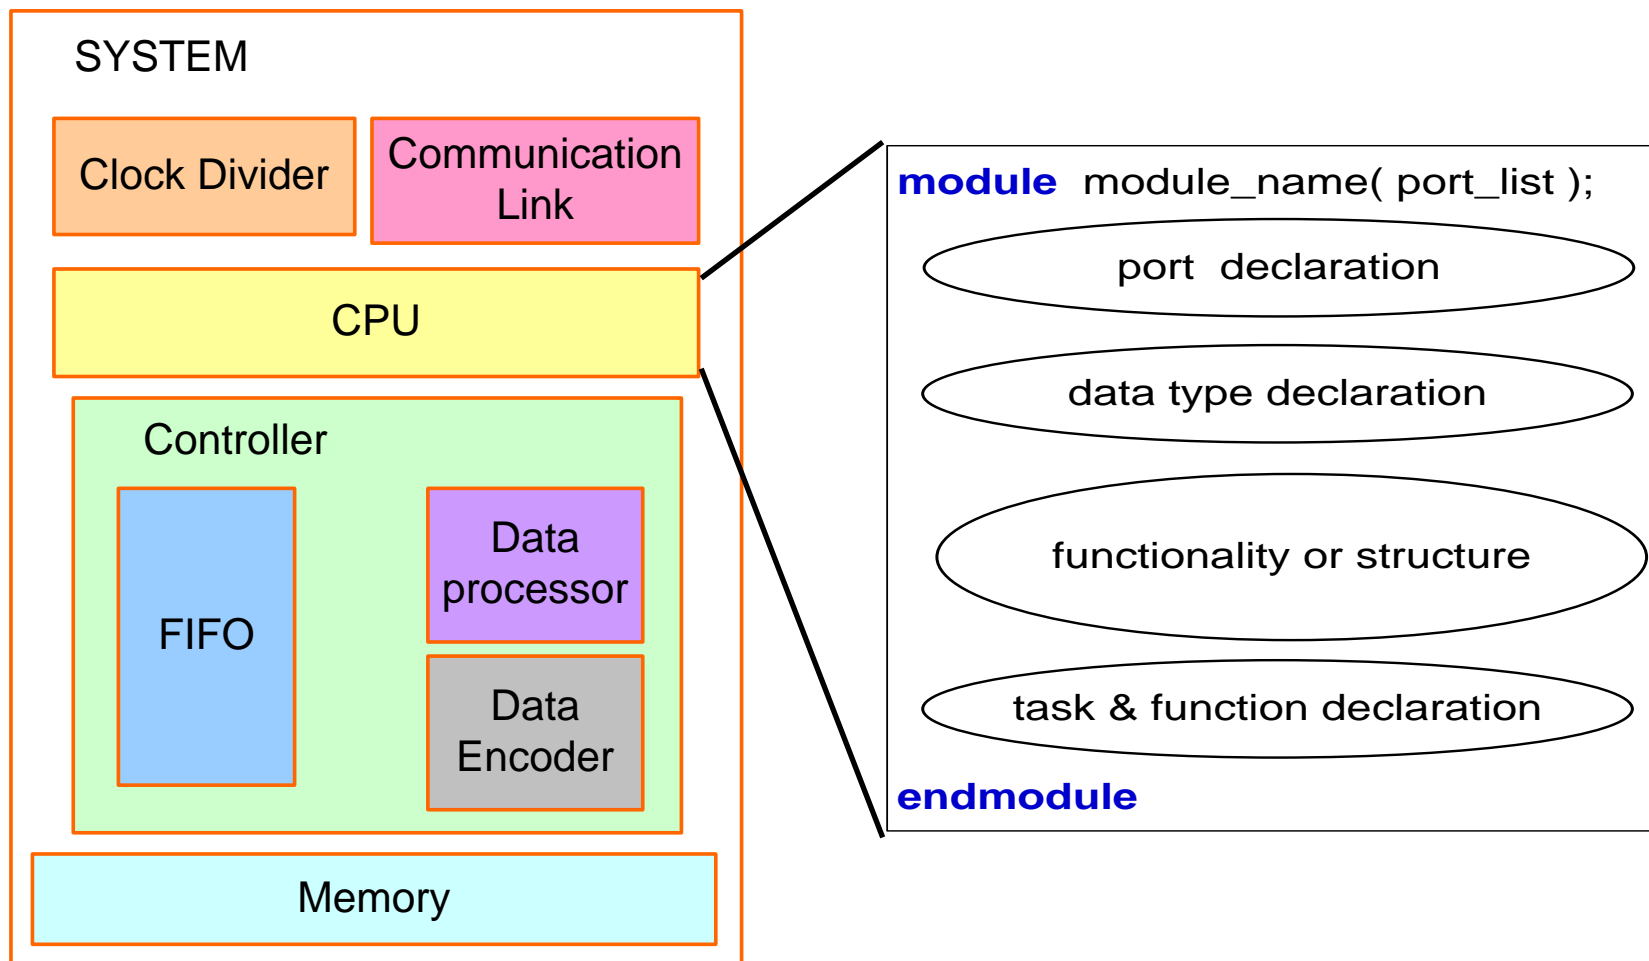 SYSTEM
Clock Divider
Communication
Link
CPU
Controller
FIFO
Data
processor
Data
Encoder
Memory
module module_name( port_list );
port declaration
data type declaration
functionality or structure
task & function declaration
endmodule